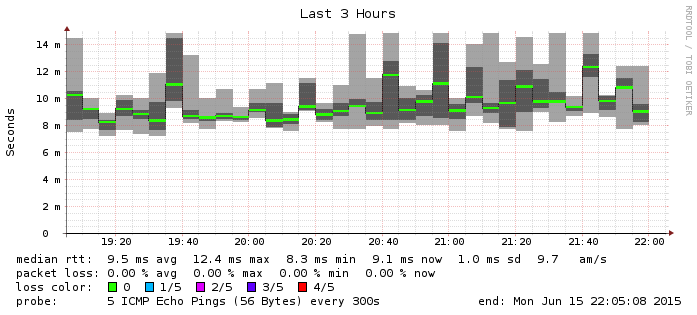 Last 3 Hours
RRDTOOL / TOBI OETIKER
Seconds
14 m
12 m
10 m
8 m
6 m
4 m
2 m
0
19:20 19:40 20:00 20:20 20:40 21:00 21:20 21:40 22:00
median rtt: 9.5 ms avg 12.4 ms max 8.3 ms min 9.1 ms now 1.0 ms sd 9.7 am/s
packet loss: 0.00 % avg 0.00 % max 0.00 % min 0.00 % now
loss color: 0 1/5 2/5 3/5 4/5
probe: 5 ICMP Echo Pings (56 Bytes) every 300s end: Mon Jun 15 22:05:08 2015